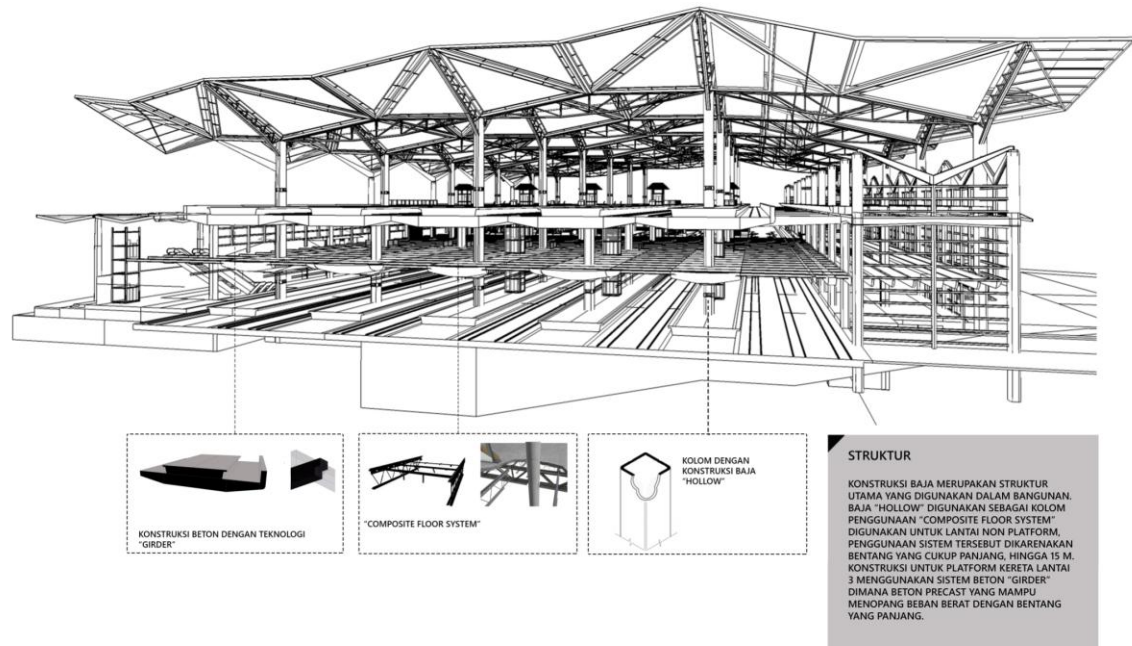 KONSTRUKSI BETON DENGAN TEKNOLOGI
"GIRDER"
"COMPOSITE FLOOR SYSTEM"
KOLOM DENGAN
KONSTRUKSI BAJA
"HOLLOW"
STRUKTUR
KONSTRUKSI BAJA MERUPAKAN STRUKTUR
UTAMA YANG DIGUNAKAN DALAM BANGUNAN.
BAJA "HOLLOW" DIGUNAKAN SEBAGAI KOLOM
PENGGUNAAN "COMPOSITE FLOOR SYSTEM"
DIGUNAKAN UNTUK LANTAI NON PLATFORM,
PENGGUNAAN SISTEM TERSEBUT DIKARENAKAN
BENTANG YANG CUKUP PANJANG, HINGGA 15 M.
KONSTRUKSI UNTUK PLATFORM KERETA LANTAI
3 MENGGUNAKAN SISTEM BETON "GIRDER"
DIMANA BETON PRECAST YANG MAMPU
MENOPANG BEBAN BERAT DENGAN BENTANG
YANG PANJANG.